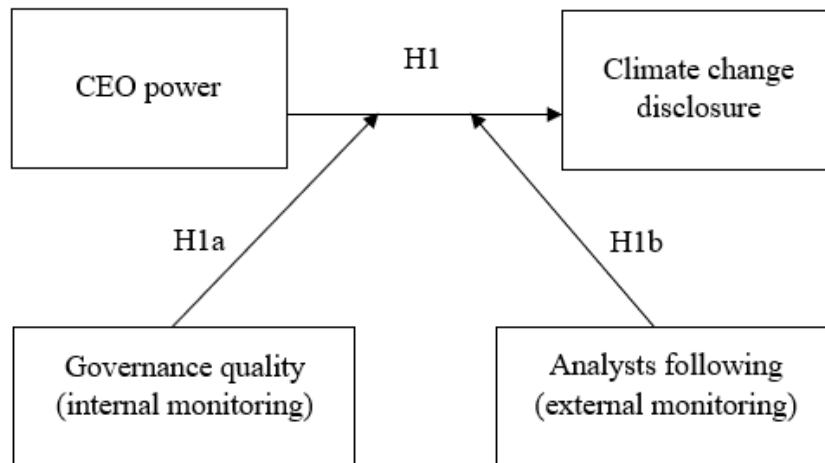 CEO power
H1
Climate change
disclosure
H1a
H1b
Governance quality
(internal monitoring)
Analysts following
(external monitoring)